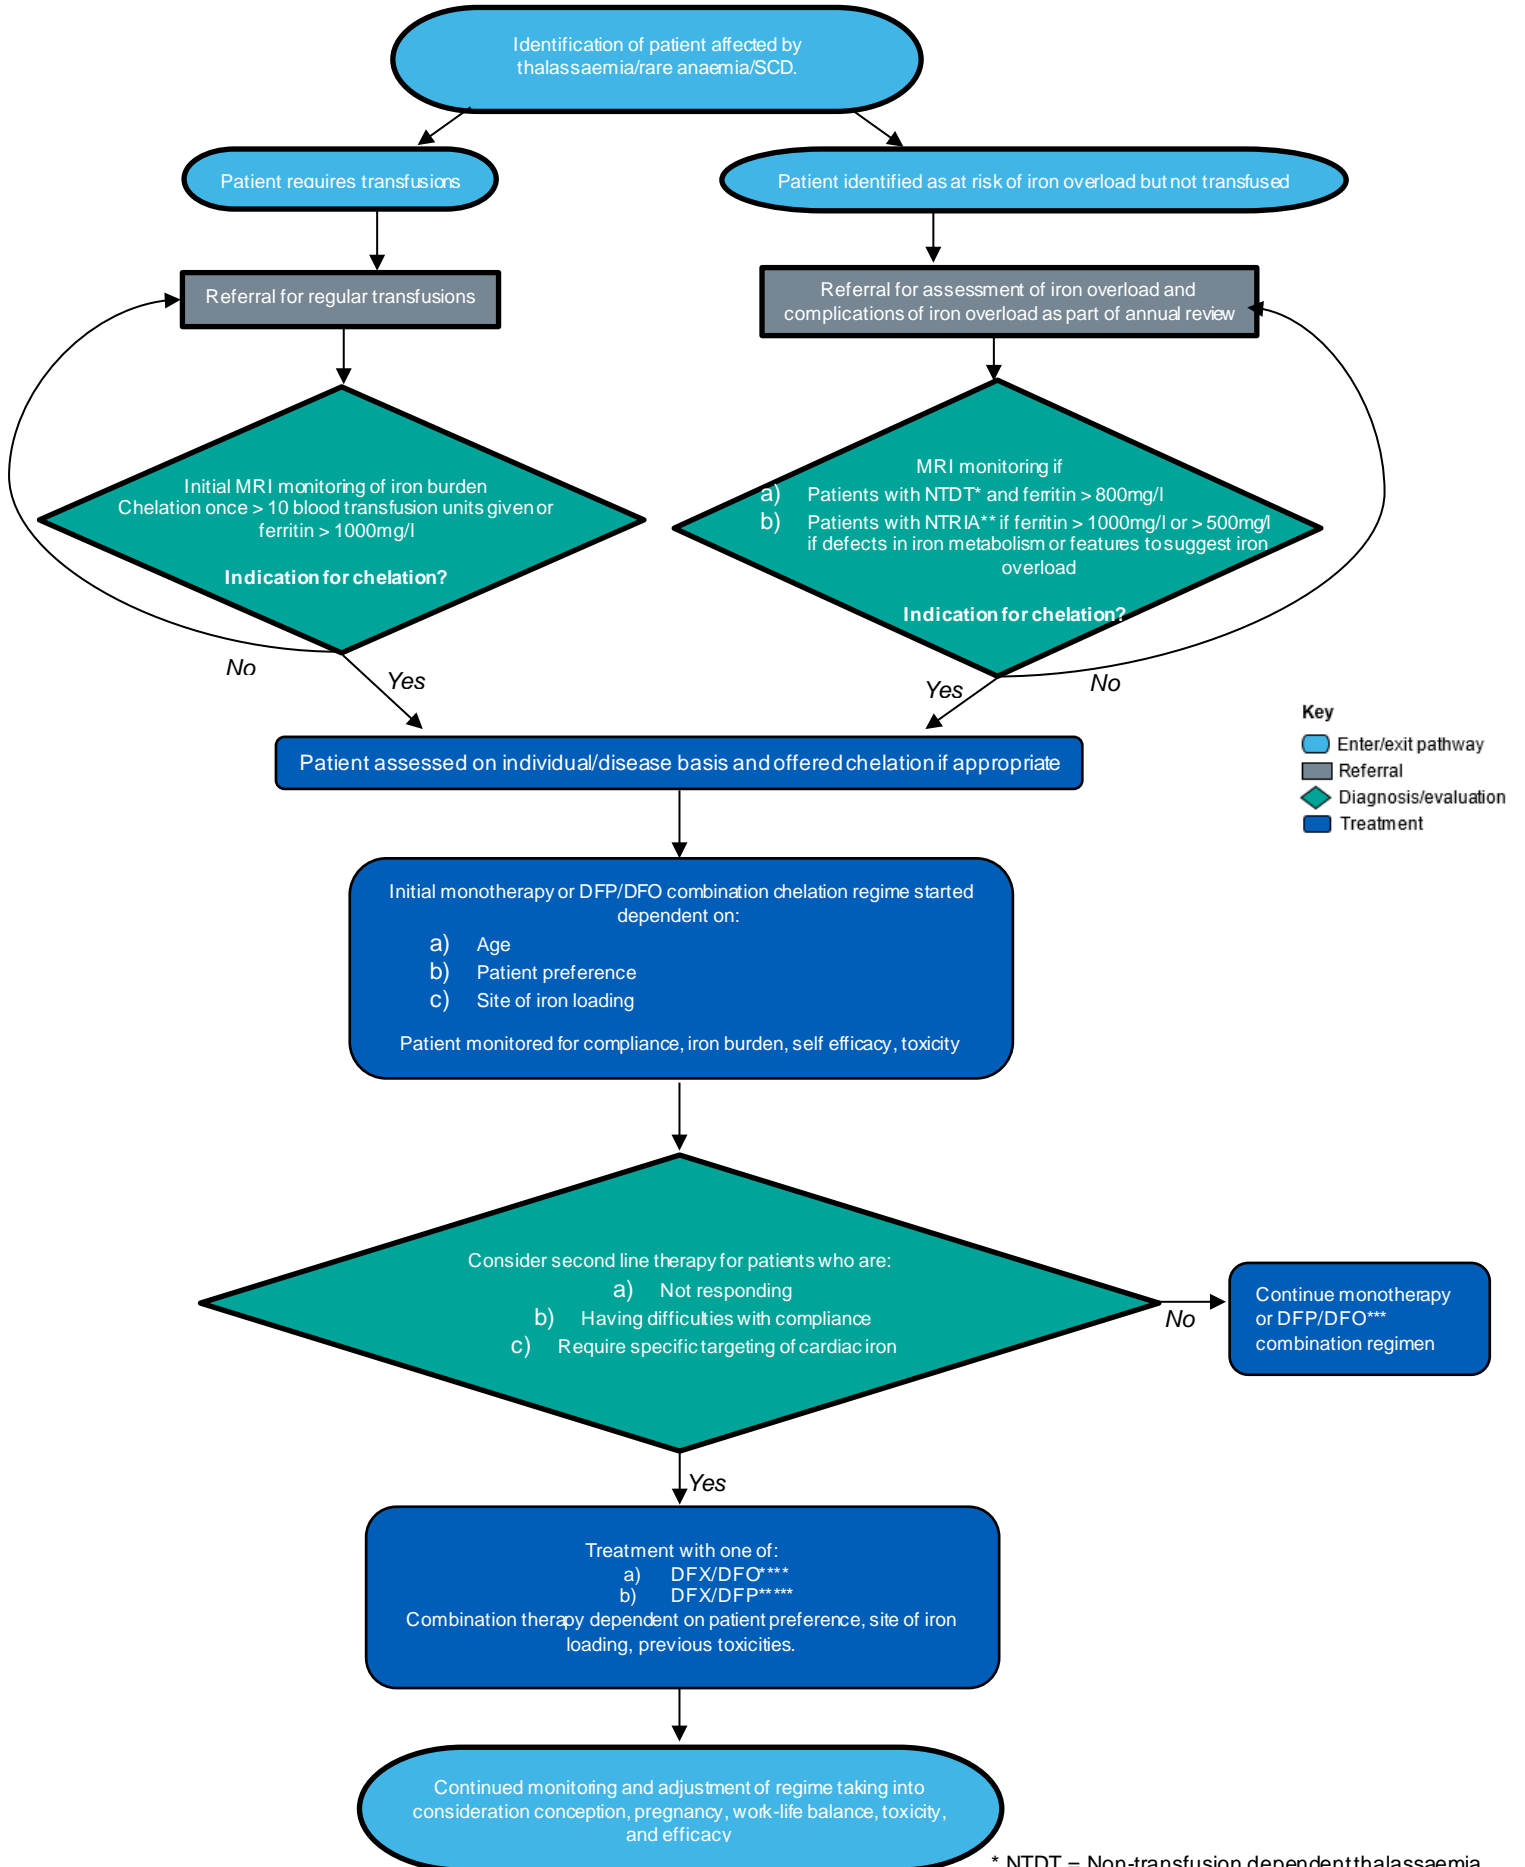 Identification of patient affected by
thalassaemia/rare anaemia/SCD.
Patient requires transfusions
Patient identified as at risk of iron overload but not transfused
Referral for regular transfusions
Referral for assessment of iron overload and
complications of iron overload as part of annual review
Initial MRI monitoring of iron burden
Chelation once > 10 blood transfusion units given or
ferritin > 1000mg/l
Indication for chelation?
MRI monitoring if
a) Patients with NTDT* and ferritin > 800mg/l
b) Patients with NTRIA** if ferritin > 1000mg/l or > 500mg/l
if defects in iron metabolism or features to suggest iron
overload
Indication for chelation?
No
Yes
Yes
No
Key
Enter/exit pathway
Referral
Diagnosis/evaluation
Treatment
Patient assessed on individual/disease basis and offered chelation if appropriate
Initial monotherapy or DFP/DFO combination chelation regime started
dependent on:
a) Age
b) Patient preference
c) Site of iron loading
Patient monitored for compliance, iron burden, self efficacy, toxicity
Consider second line therapy for patients who are:
a) Not responding
b) Having difficulties with compliance
c) Require specific targeting of cardiac iron
No
Continue monotherapy
or DFP/DFO***
combination regimen
Yes
Treatment with one of:
a) DFX/DFO****
b) DFX/DFP*****
Combination therapy dependent on patient preference, site of iron
loading, previous toxicities.
Continued monitoring and adjustment of regime taking into
consideration conception, pregnancy, work-life balance, toxicity,
and efficacy
* NTDT = Non-transfusion dependent thalassaemia